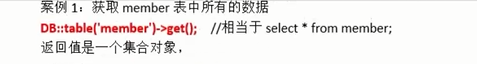 案例1：获取 member 表中所有的数据
DB::table('member')->get();    //相当于 select * from member;
返回值是一个集合对象，